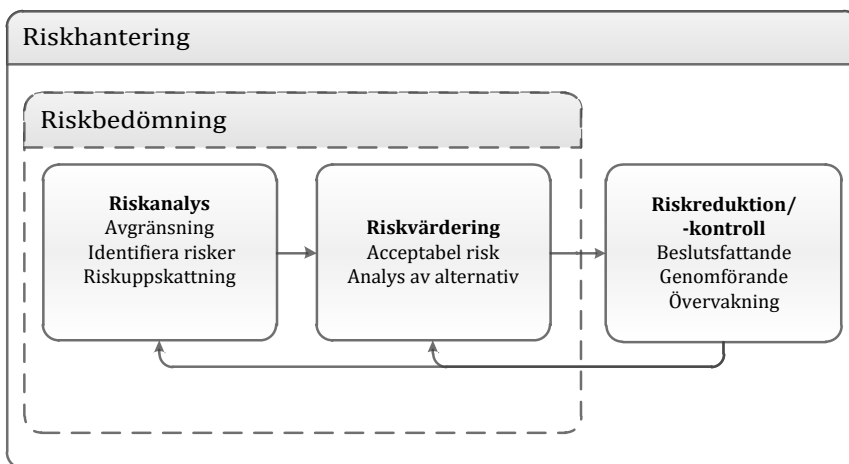 Riskhantering
Riskbedömning
Riskanalys
Avgränsning
Identifiera risker
Riskuppskattning
Riskvärdering
Acceptabel risk
Analys av alternativ
Riskreduktion/
-kontroll
Beslutsfattande
Genomförande
Övervakning